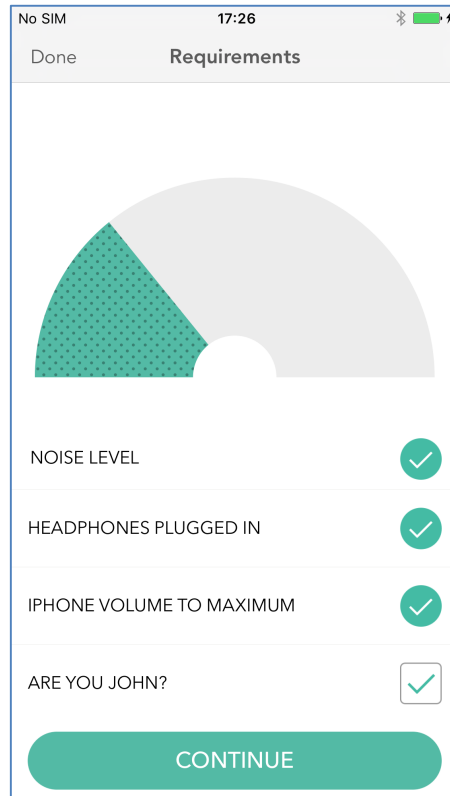 No SIM 17:26
Done Requirements
NOISE LEVEL
HEADPHONES PLUGGED IN
IPHONE VOLUME TO MAXIMUM
ARE YOU JOHN?
CONTINUE